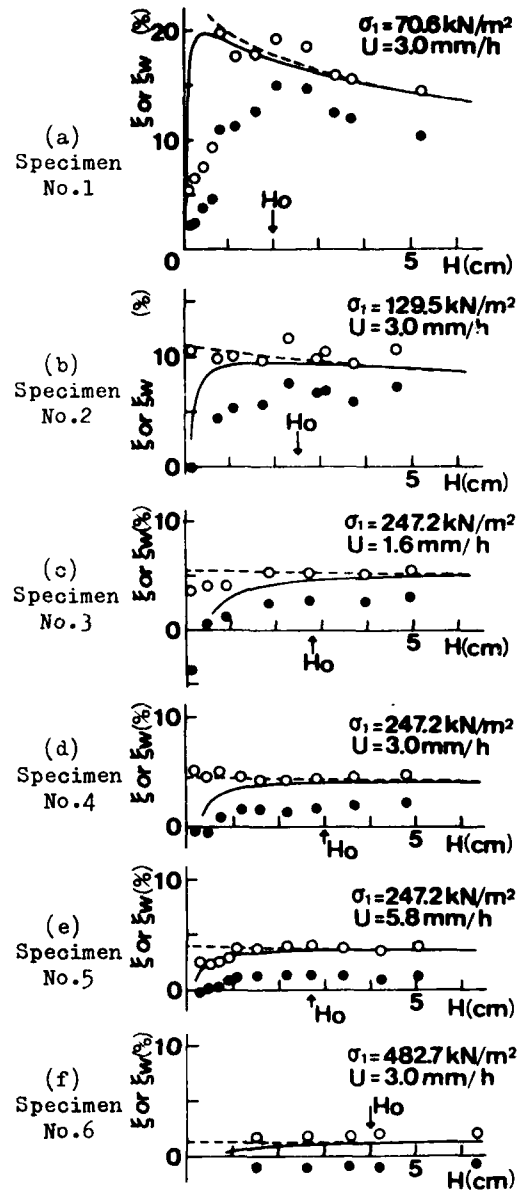 20
ξ or ξw (%)
σ1 = 70.6 kN/m²
U = 3.0 mm/h
10
(a)
Specimen
No.1
Ho
0
5
H(cm)
ξ or ξw (%)
σ1 = 129.5 kN/m²
U = 3.0 mm/h
10
(b)
Specimen
No.2
Ho
0
5
H(cm)
ξ or ξw (%)
10
σ1 = 247.2 kN/m²
U = 1.6 mm/h
(c)
Specimen
No.3
0
5
H(cm)
Ho
ξ or ξw (%)
10
σ1 = 247.2 kN/m²
U = 3.0 mm/h
(d)
Specimen
No.4
0
5
H(cm)
Ho
ξ or ξw (%)
10
σ1 = 247.2 kN/m²
U = 5.8 mm/h
(e)
Specimen
No.5
0
5
H(cm)
Ho
ξ or ξw (%)
10
σ1 = 482.7 kN/m²
U = 3.0 mm/h
(f)
Specimen
No.6
Ho
0
5
H(cm)